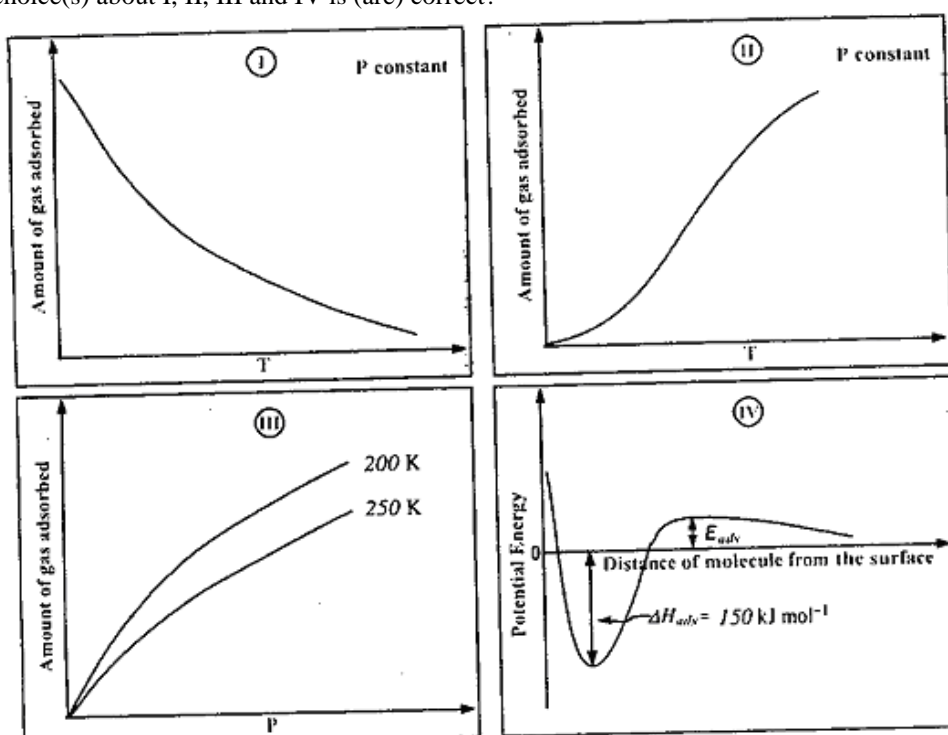 choice(s) about I, II, III and IV is (are) correct?
I
P constant
Amount of gas adsorbed
T
II
P constant
Amount of gas adsorbed
T
III
200 K
250 K
Amount of gas adsorbed
P
IV
Potential Energy
0
E_ads
Distance of molecule from the surface
ΔH_ads = 150 kJ mol⁻¹